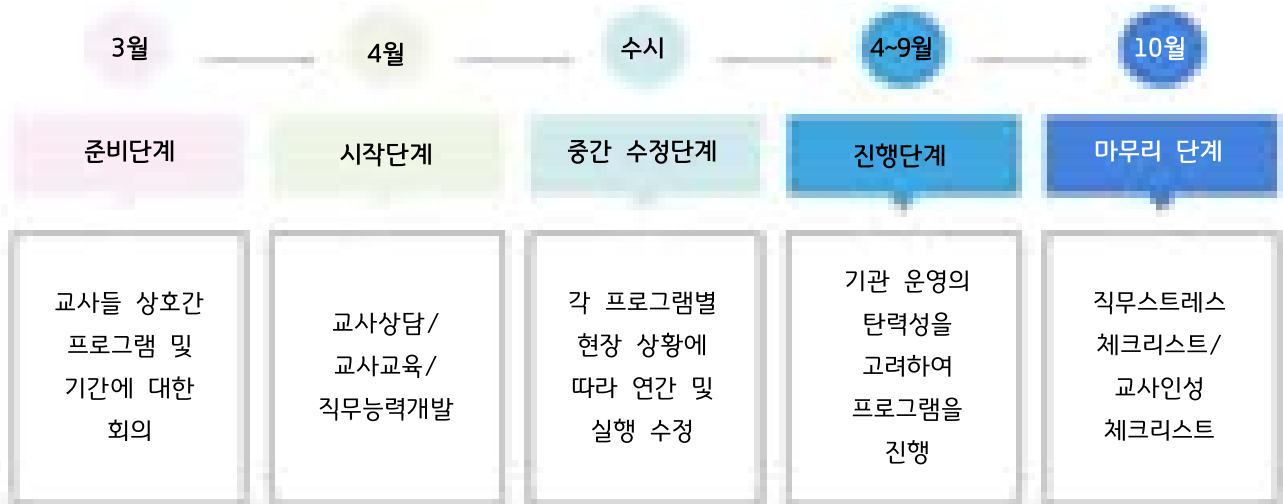 3월
4월
수시
4~9월
10월
준비단계
시작단계
중간 수정단계
진행단계
마무리 단계
교사들 상호간
프로그램 및
기간에 대한
회의
교사상담/
교사교육/
직무능력개발
각 프로그램별
현장 상황에
따라 연간 및
실행 수정
기관 운영의
탄력성을
고려하여
프로그램을
진행
직무스트레스
체크리스트/
교사인성
체크리스트